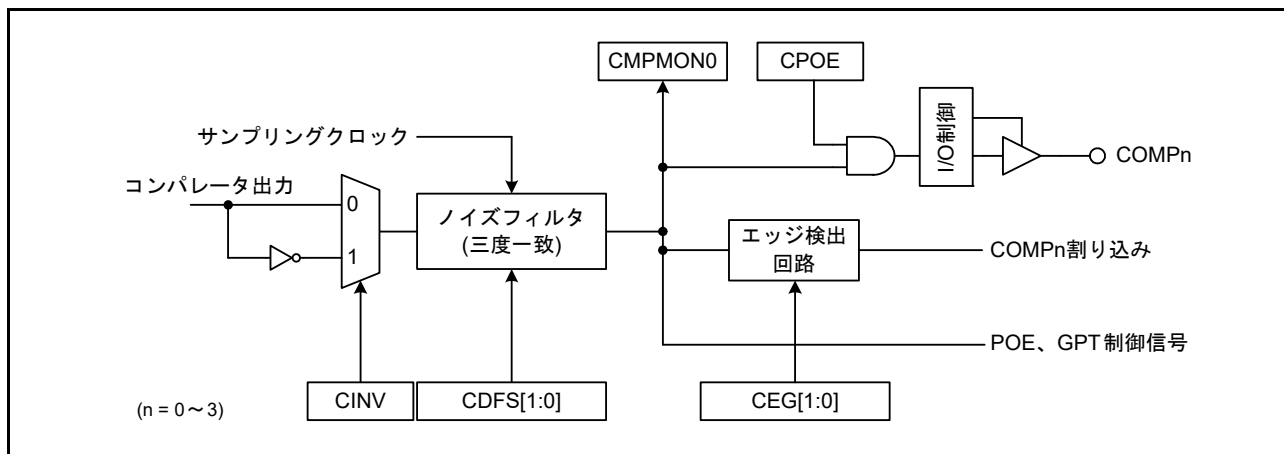 CMPMON0
CPOE
サンプリングクロック
I/O制御
COMPn
コンパレータ出力
0
1
ノイズフィルタ
(三度一致)
エッジ検出
回路
COMPn割り込み
POE、GPT制御信号
CINV
CDFS[1:0]
CEG[1:0]
(n = 0～3)